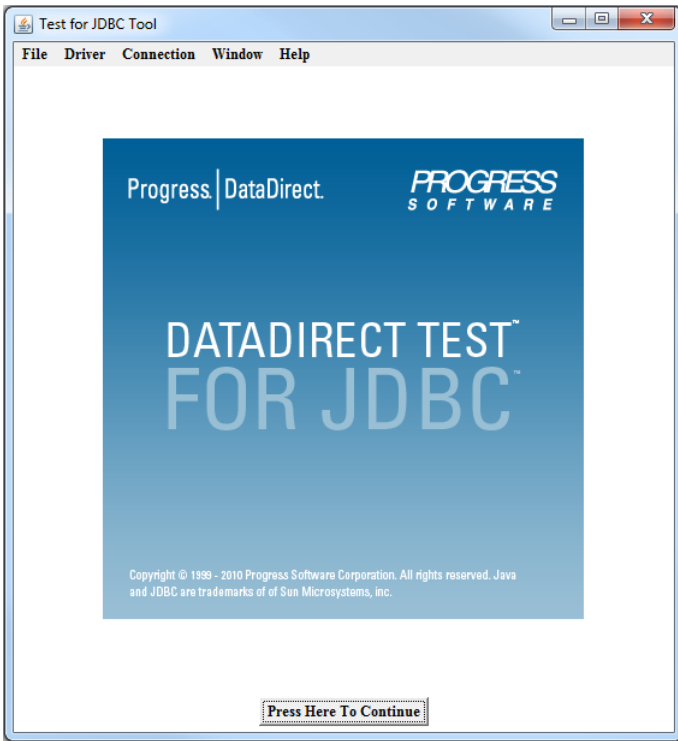 Test for JDBC Tool
File Driver Connection Window Help
Progress. | DataDirect.
PROGRESS
SOFTWARE
DATADIRECT TEST™
FOR JDBC™
Copyright © 1999 - 2010 Progress Software Corporation. All rights reserved. Java
and JDBC are trademarks of of Sun Microsystems, inc.
Press Here To Continue